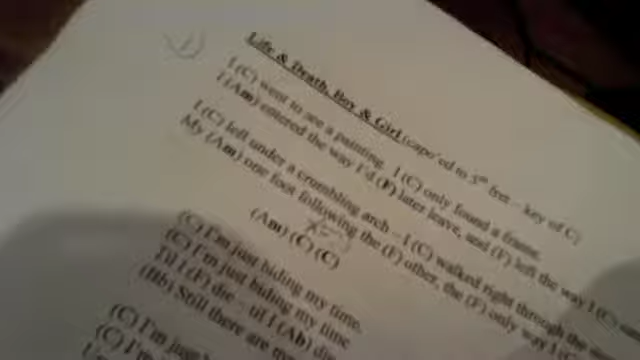 Life & Death, Boy & Girl (capo'ed to 5th fret – key of C)
I (C) went to see a painting. I (C) only found a frame.
I (Am) entered the way I'd (F) later leave, and (F) left the way I (C)
I (C) fell under a crumbling arch – I (C) walked right through the
My (Am) one foot following the (F) other, the (F) only way I
(Am) (C) (C)
(C) I'm just biding my time.
(C) I'm just biding my time
Til I (F) die – til I (Ab) die
(Bb) Still there are
(C) I'm just
(C) I'm